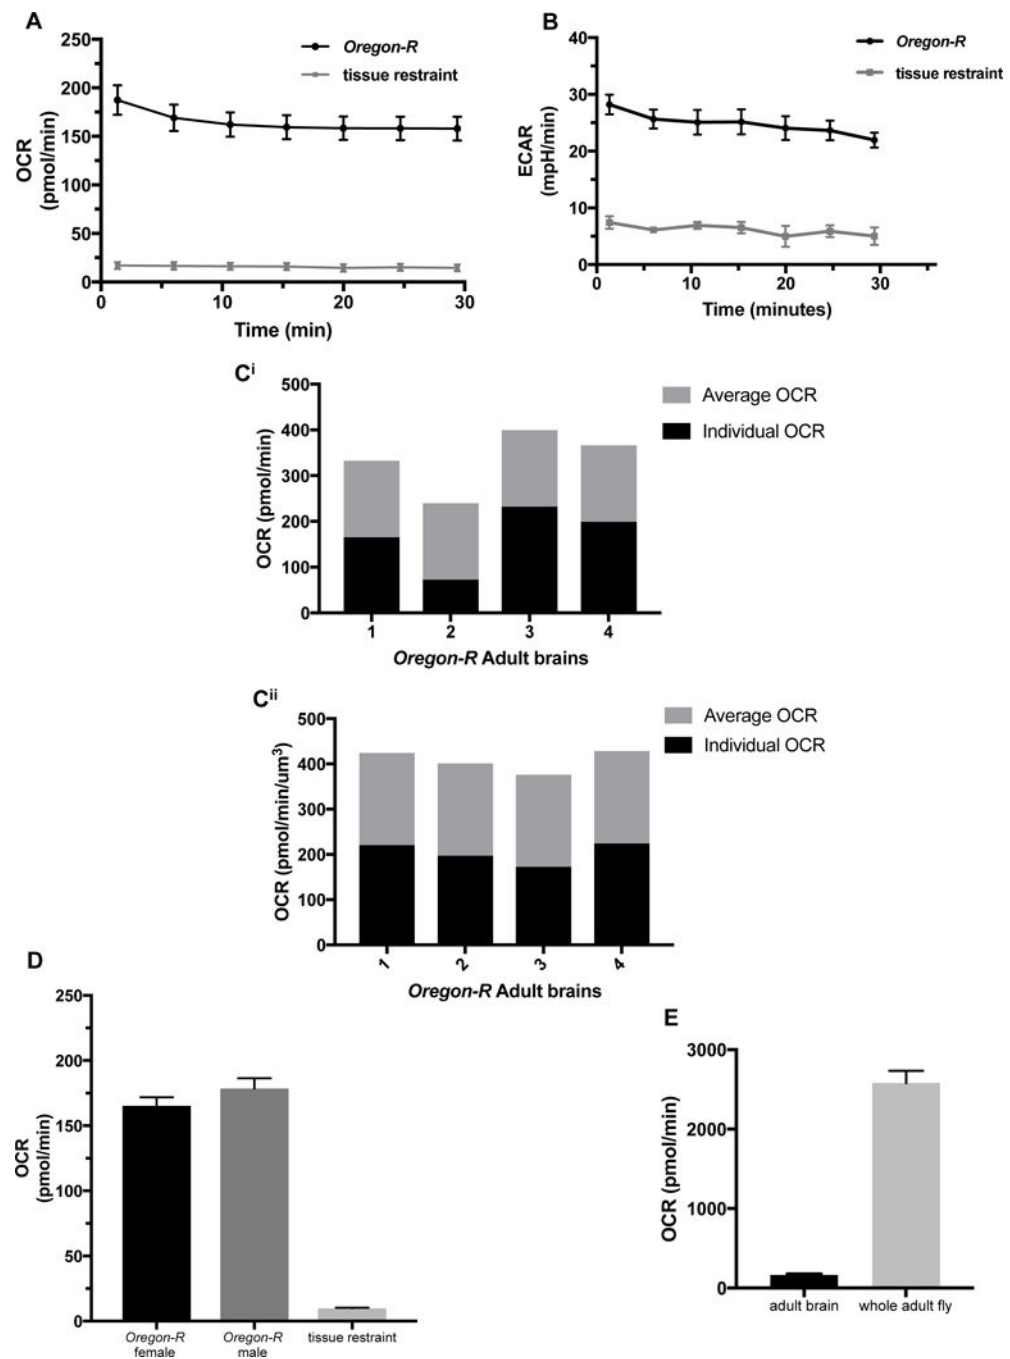 A
OCR
(pmol/min)
250
200
150
100
50
0
0 10 20 30
Time (min)
Oregon-R
tissue restraint
B
ECAR
(mpH/min)
40
30
20
10
0
0 10 20 30
Time (minutes)
Oregon-R
tissue restraint
Ci
OCR (pmol/min)
500
400
300
200
100
0
1 2 3 4
Oregon-R Adult brains
Average OCR
Individual OCR
Cii
OCR (pmol/min/um3)
500
400
300
200
100
0
1 2 3 4
Oregon-R Adult brains
Average OCR
Individual OCR
D
OCR
(pmol/min)
250
200
150
100
50
0
Oregon-R
female
Oregon-R
male
tissue restraint
E
OCR (pmol/min)
3000
2000
1000
0
adult brain
whole adult fly